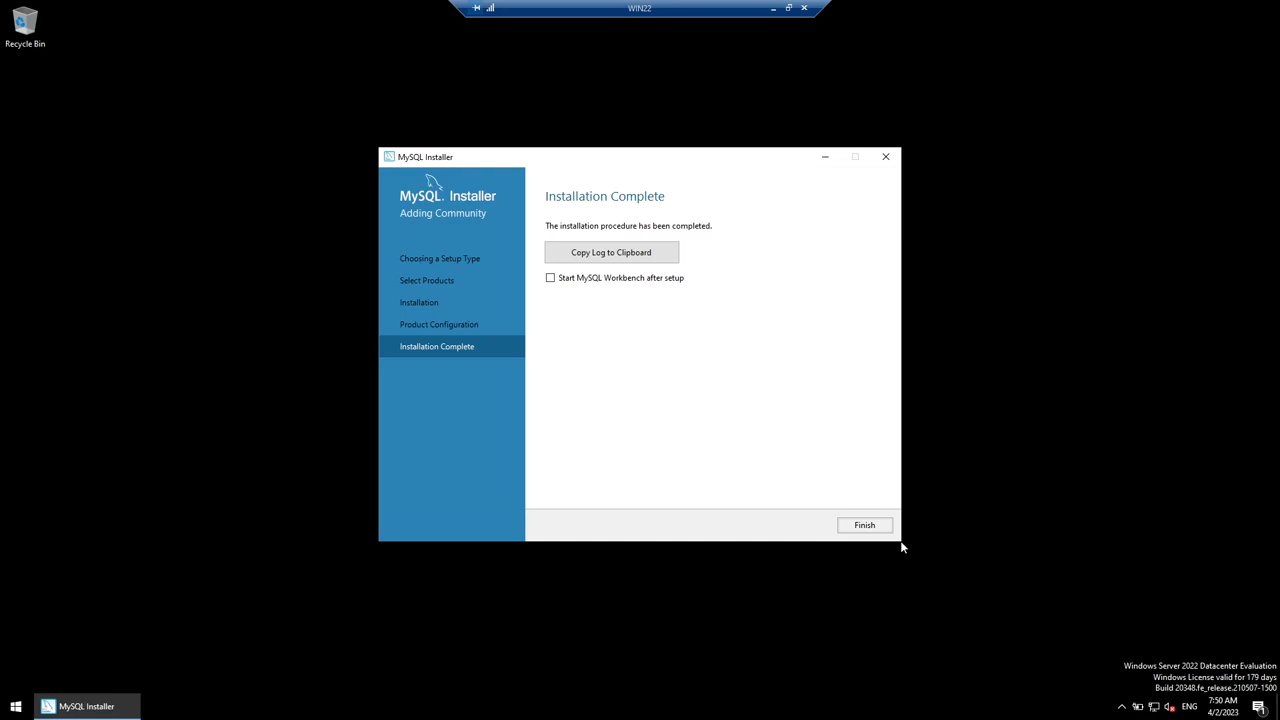 WIN22
Recycle Bin
MySQL Installer
MySQL. Installer
Adding Community
Choosing a Setup Type
Select Products
Installation
Product Configuration
Installation Complete
Installation Complete
The installation procedure has been completed.
Copy Log to Clipboard
Start MySQL Workbench after setup
Finish
Windows Server 2022 Datacenter Evaluation
Windows License valid for 179 days
Build 20348.fe_release.210507-1500
MySQL Installer
ENG
7:50 AM
4/2/2023
1